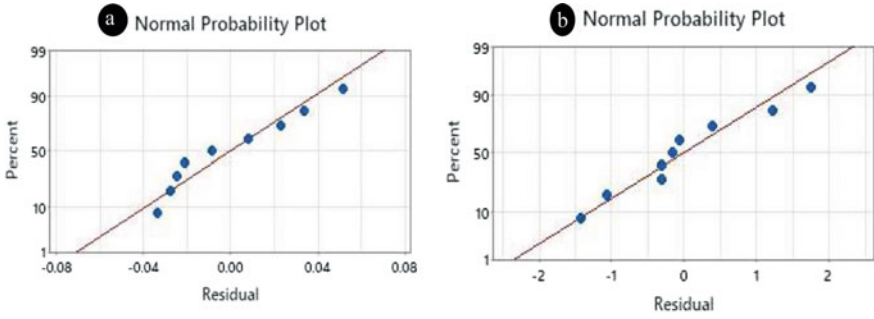 a Normal Probability Plot
99
90
50
10
1
Percent
-0.08 -0.04 0.00 0.04 0.08
Residual
b Normal Probability Plot
99
90
50
10
1
Percent
-2 -1 0 1 2
Residual